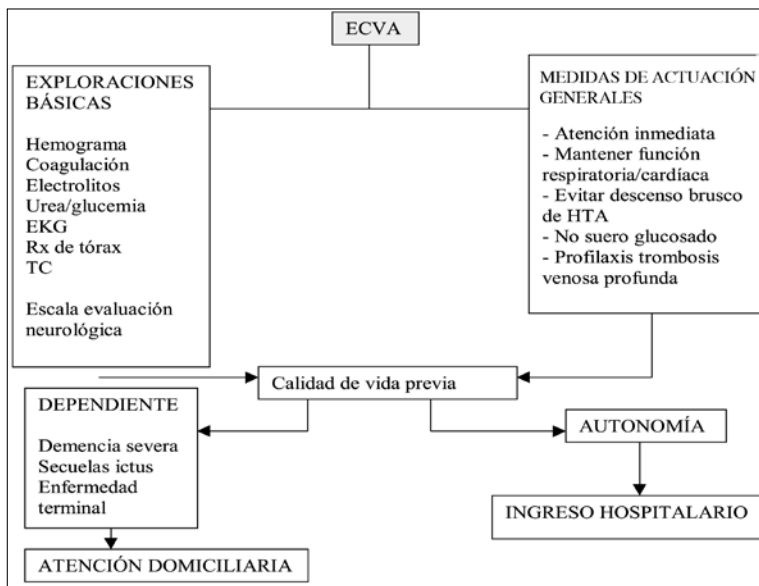 ECVA
EXPLORACIONES
BÁSICAS
Hemograma
Coagulación
Electrolitos
Urea/glucemia
EKG
Rx de tórax
TC
Escala evaluación
neurológica
MEDIDAS DE ACTUACIÓN
GENERALES
- Atención inmediata
- Mantener función
respiratoria/cardíaca
- Evitar descenso brusco
de HTA
- No suero glucosado
- Profilaxis trombosis
venosa profunda
Calidad de vida previa
DEPENDIENTE
Demencia severa
Secuelas ictus
Enfermedad
terminal
AUTONOMÍA
INGRESO HOSPITALARIO
ATENCIÓN DOMICILIARIA